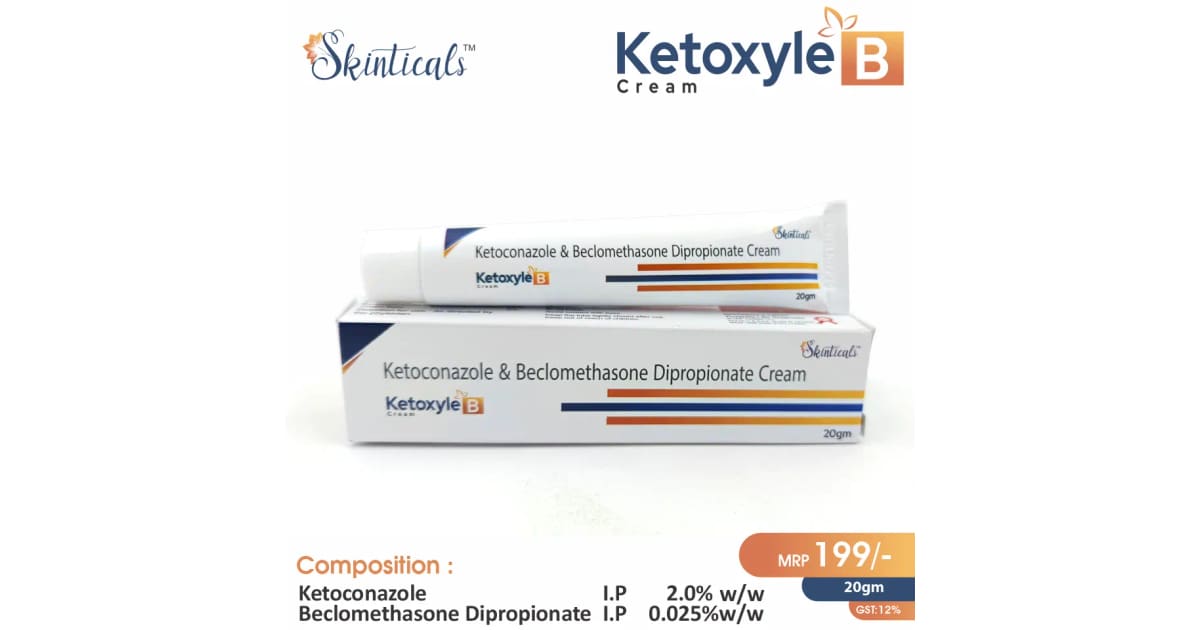 Skinticals™
Ketoxyle B
Cream
Skinticals
Ketoconazole & Beclomethasone Dipropionate Cream
Ketoxyle B
Cream
20gm
Skinticals™
Ketoconazole & Beclomethasone Dipropionate Cream
Ketoxyle B
Cream
20gm
Composition :
Ketoconazole I.P 2.0% w/w
Beclomethasone Dipropionate I.P 0.025%w/w
MRP 199/-
20gm
GST:12%